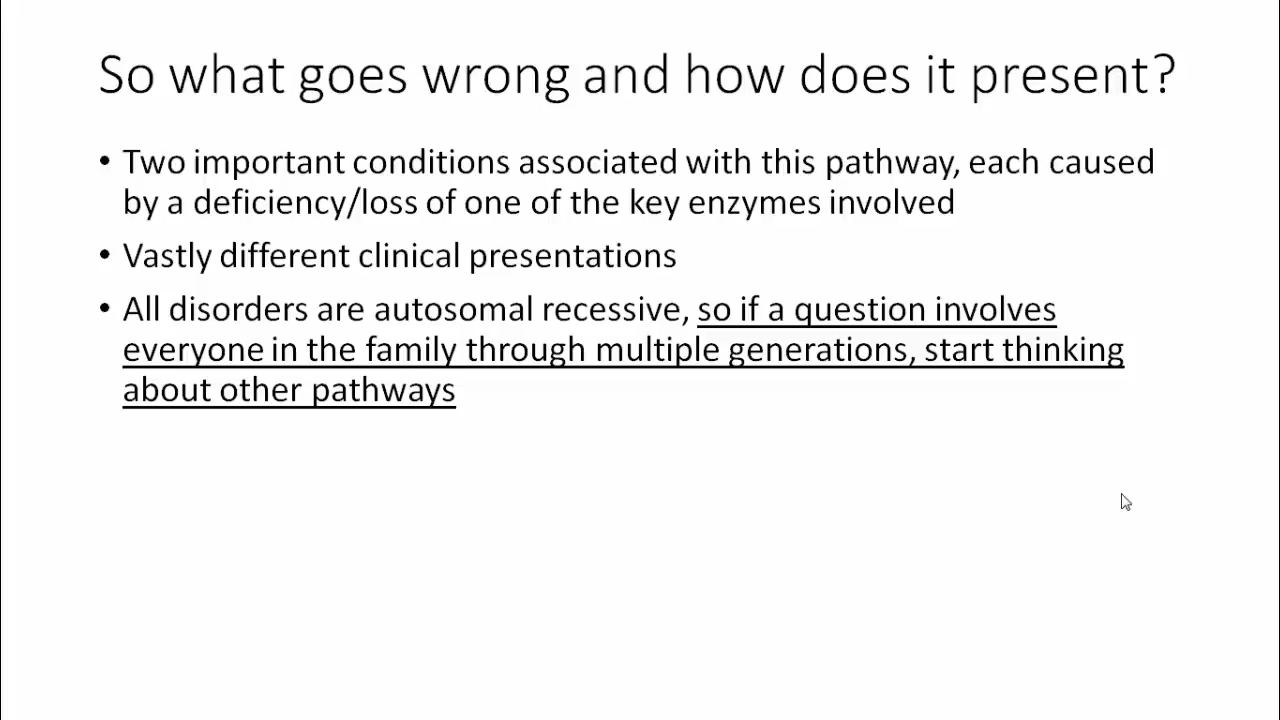 So what goes wrong and how does it present?
• Two important conditions associated with this pathway, each caused
by a deficiency/loss of one of the key enzymes involved
• Vastly different clinical presentations
• All disorders are autosomal recessive, so if a question involves
everyone in the family through multiple generations, start thinking
about other pathways